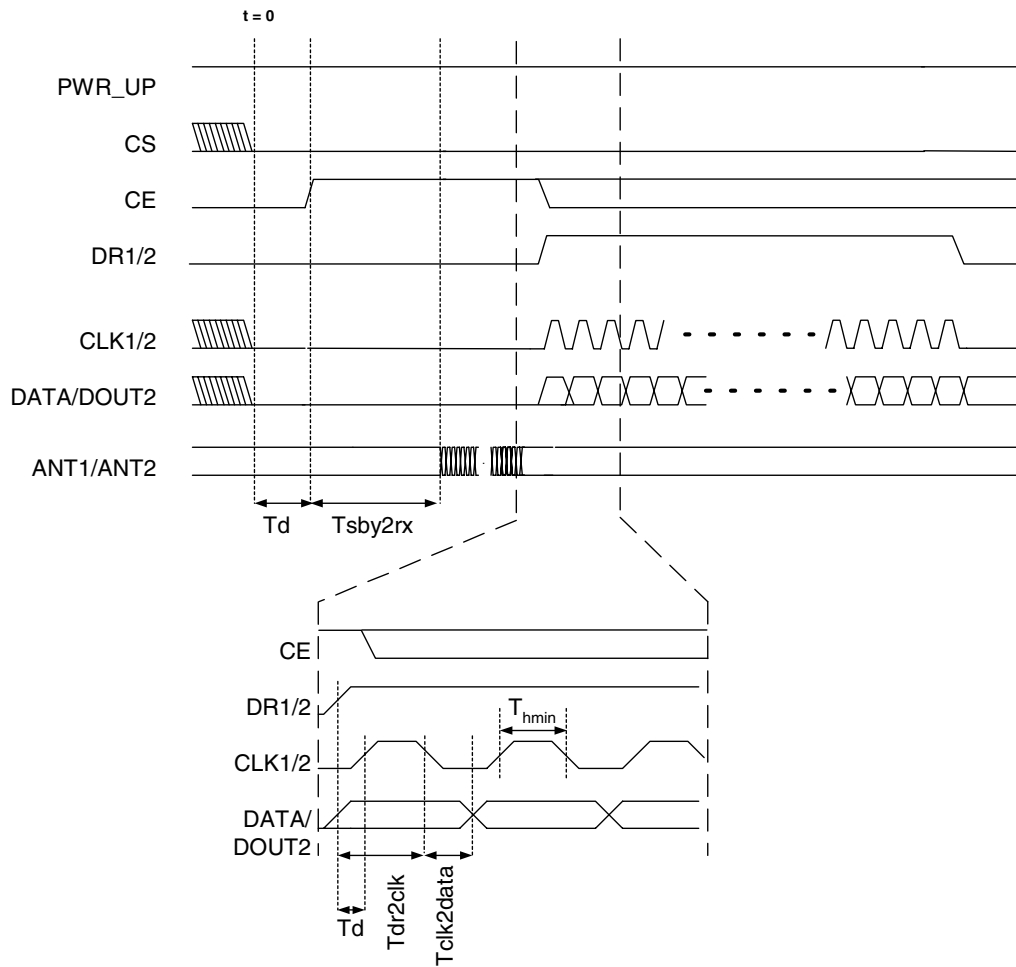 t = 0
PWR_UP
CS
CE
DR1/2
CLK1/2
DATA/DOUT2
ANT1/ANT2
Td
Tsby2rx
CE
DR1/2
Thmin
CLK1/2
DATA/
DOUT2
Td
Tdr2clk
Tclk2data